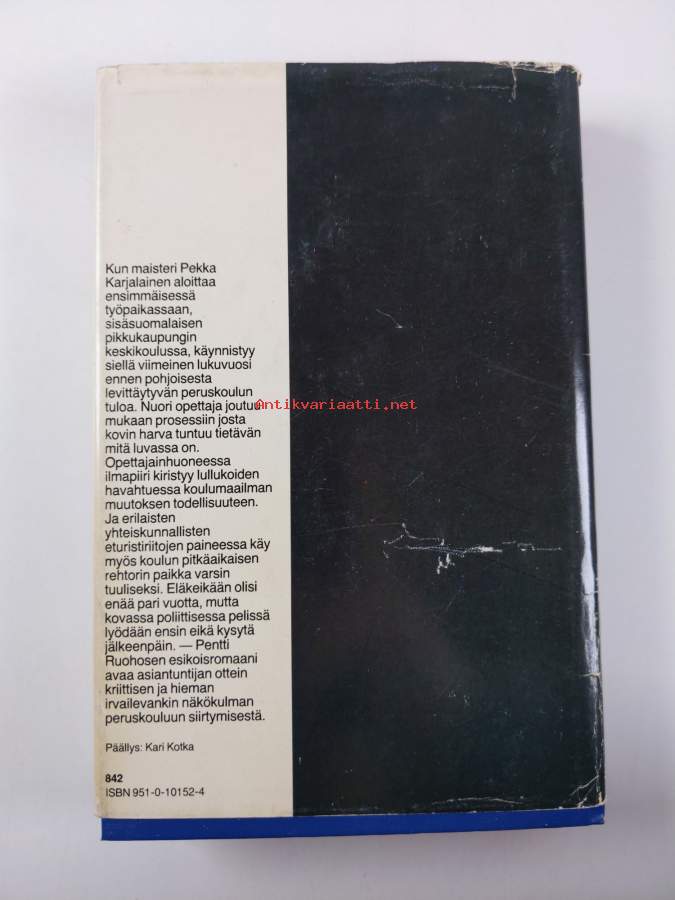 Kun maisteri Pekka
Karjalainen aloittaa
ensimmäisessä
työpaikassaan,
sisäsuomalaisen
pikkukaupungin
keskikoulussa, käynnistyy
siellä viimeinen lukuvuosi
ennen pohjoisesta
levittäytyvän peruskoulun
tuloa. Nuori opettaja joutuu
Antikvariaatti.net
mukaan prosessiin josta
kovin harva tuntuu tietävän
mitä luvassa on.
Opettajainhuoneessa
ilmapiiri kiristyy lullukoiden
havahtuessa koulumaailman
muutoksen todellisuuteen.
Ja erilaisten
yhteiskunnallisten
eturistiriitojen paineessa käy
myös koulun pitkäaikaisen
rehtorin paikka varsin
tuuliseksi. Eläkeikään olisi
enää pari vuotta, mutta
kovassa poliittisessa pelissä
lyödään ensin eikä kysytä
jälkeenpäin. — Pentti
Ruohosen esikoisromaani
avaa asiantuntijan ottein
kriittisen ja hieman
irvailevankin näkökulman
peruskouluun siirtymisestä.
Päällys: Kari Kotka
842
ISBN 951-0-10152-4